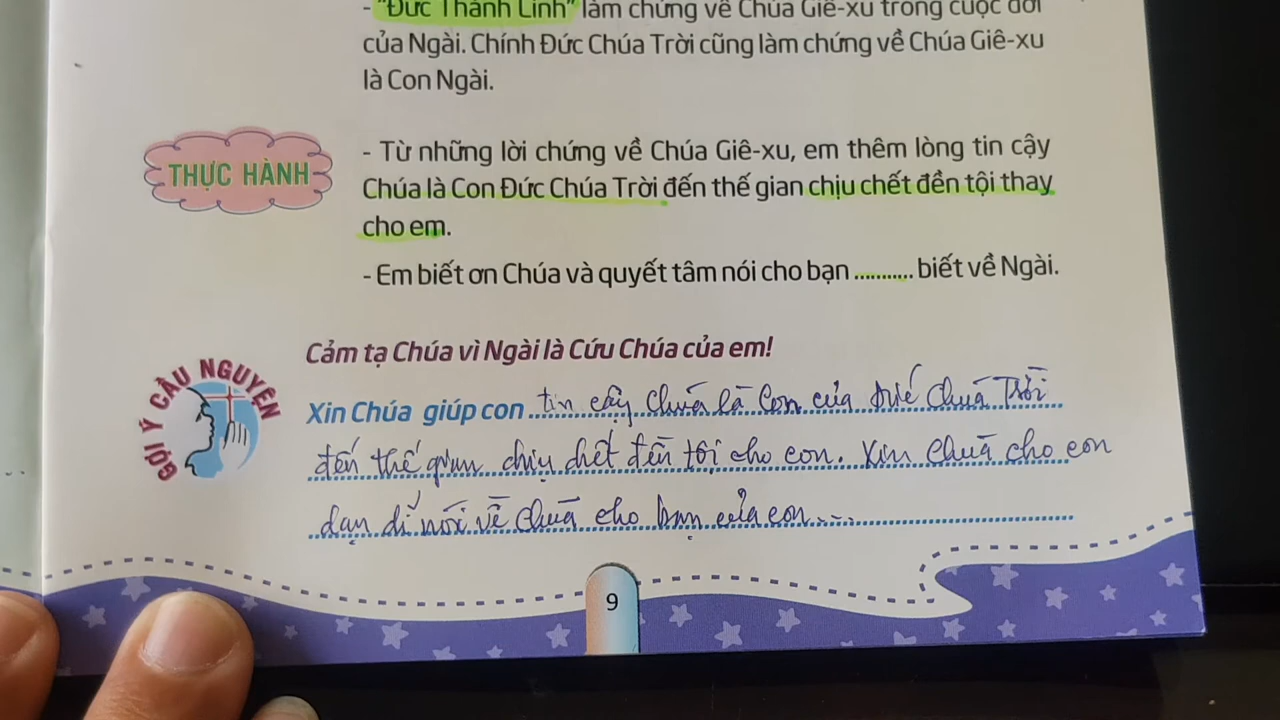 - "Đức Thánh Linh" làm chứng về Chúa Giê-xu trong cuộc đời
của Ngài. Chính Đức Chúa Trời cũng làm chứng về Chúa Giê-xu
là Con Ngài.
THỰC HÀNH
- Từ những lời chứng về Chúa Giê-xu, em thêm lòng tin cậy
Chúa là Con Đức Chúa Trời đến thế gian chịu chết đền tội thay
cho em.
- Em biết ơn Chúa và quyết tâm nói cho bạn ........... biết về Ngài.
GỢI Ý CẦU NGUYỆN
Cảm tạ Chúa vì Ngài là Cứu Chúa của em!
Xin Chúa giúp con tin cậy Chúa là Con của Đức Chúa Trời
đến thế gian chịu chết đền tội cho con. Xin Chúa cho con
dạn dĩ nói về Chúa cho bạn của con...
9